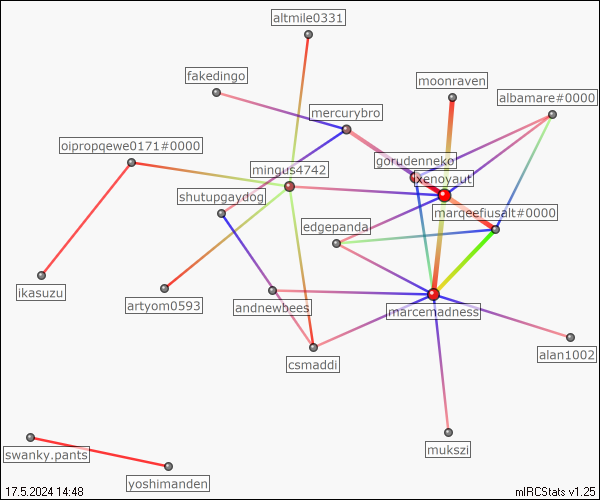 altmile0331
fakedingo
moonraven
albamare#0000
mercurybro
oipropqewe0171#0000
gorudenneko
mingus4742
xenoyaut
shutupgaydog
marqeefiusalt#0000
edgepanda
ikasuzu
artyom0593
andnewbees
marcemadness
csmaddi
alan1002
mukszi
swanky.pants
yoshimanden
17.5.2024 14:48
mIRCStats v1.25